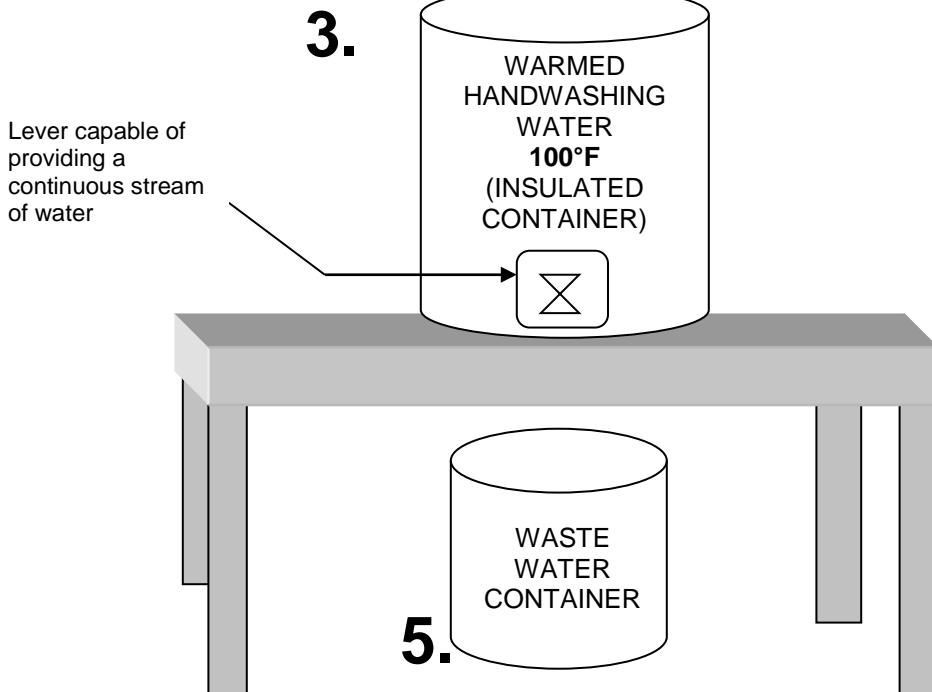 3.
WARMED
HANDWASHING
WATER
100°F
(INSULATED
CONTAINER)
Lever capable of
providing a
continuous stream
of water
WASTE
WATER
CONTAINER
5.